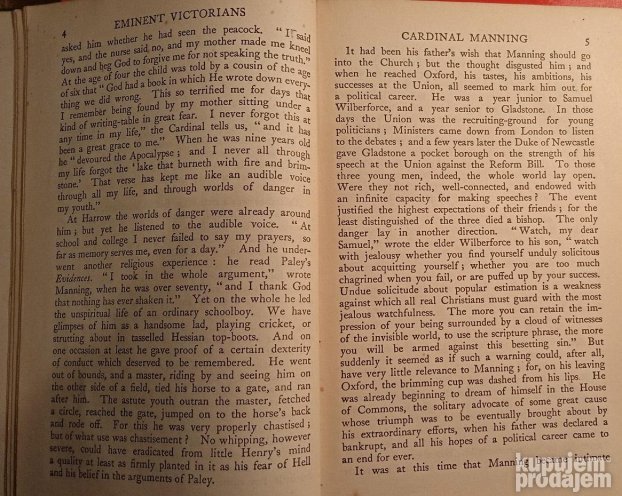 4
EMINENT VICTORIANS
asked him whether he had seen the peacock. "I said
yes, and the nurse said no, and my mother made me kneel
down and beg God to forgive me for not speaking the truth."
At the age of four the child was told by a cousin of the age
of six that "God had a book in which He wrote down every-
thing we did wrong. This so terrified me for days that
I remember being found by my mother sitting under a
kind of writing-table in great fear. I never forgot this at
any time in my life," the Cardinal tells us, "and it has
been a great grace to me." When he was nine years old
he "devoured the Apocalypse; and I never all through
my life forgot the 'lake that burneth with fire and brim-
stone.' That verse has kept me like an audible voice
through all my life, and through worlds of danger in
my youth."
At Harrow the worlds of danger were already around
him; but yet he listened to the audible voice. "At
school and college I never failed to say my prayers, so
far as memory serves me, even for a day." And he under-
went another religious experience: he read Paley's
Evidences. "I took in the whole argument," wrote
Manning, when he was over seventy, "and I thank God
that nothing has ever shaken it." Yet on the whole he led
the unspiritual life of an ordinary schoolboy. We have
glimpses of him as a handsome lad, playing cricket, or
strutting about in tasselled Hessian top-boots. And on
one occasion at least he gave proof of a certain dexterity
of conduct which deserved to be remembered. He went
out of bounds, and a master, riding by and seeing him on
the other side of a field, tied his horse to a gate, and ran
after him. The astute youth outran the master, fetched
a circle, reached the gate, jumped on to the horse's back
and rode off. For this he was very properly chastised;
but of what use was chastisement? No whipping, however
severe, could have eradicated from little Henry's mind
a quality at least as firmly planted in it as his fear of Hell
and his belief in the arguments of Paley.
CARDINAL MANNING
5
It had been his father's wish that Manning should go
into the Church; but the thought disgusted him; and
when he reached Oxford, his tastes, his ambitions, his
successes at the Union, all seemed to mark him out for
a political career. He was a year junior to Samuel
Wilberforce, and a year senior to Gladstone. In those
days the Union was the recruiting-ground for young
politicians; Ministers came down from London to listen
to the debates; and a few years later the Duke of Newcastle
gave Gladstone a pocket borough on the strength of his
speech at the Union against the Reform Bill. To those
three young men, indeed, the whole world lay open.
Were they not rich, well-connected, and endowed with
an infinite capacity for making speeches? The event
justified the highest expectations of their friends; for the
least distinguished of the three died a bishop. The only
danger lay in another direction. "Watch, my dear
Samuel," wrote the elder Wilberforce to his son, "watch
with jealousy whether you find yourself unduly solicitous
about acquitting yourself; whether you are too much
chagrined when you fail, or are puffed up by your success.
Undue solicitude about popular estimation is a weakness
against which all real Christians must guard with the most
jealous watchfulness. The more you can retain the im-
pression of your being surrounded by a cloud of witnesses
of the invisible world, to use the scripture phrase, the more
you will be armed against this besetting sin." But
suddenly it seemed as if such a warning could, after all,
have very little relevance to Manning; for, on his leaving
Oxford, the brimming cup was dashed from his lips. He
was already beginning to dream of himself in the House
of Commons, the solitary advocate of some great cause
whose triumph was to be eventually brought about by
his extraordinary efforts, when his father was declared a
bankrupt, and all his hopes of a political career came to
an end for ever.
It was at this time that Manning became intimate
kupujem
prodajem